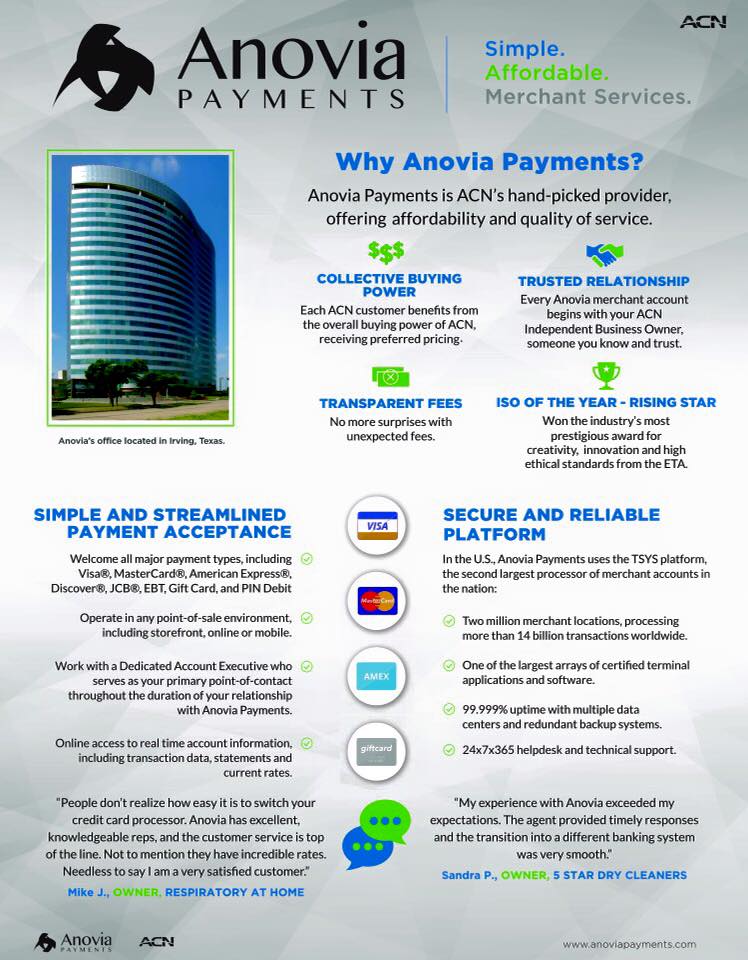 ACN
Anovia
PAYMENTS
Simple.
Affordable.
Merchant Services.
Why Anovia Payments?
Anovia Payments is ACN's hand-picked provider,
offering affordability and quality of service.
Anovia's office located in Irving, Texas.
$$$
COLLECTIVE BUYING
POWER
Each ACN customer benefits from
the overall buying power of ACN,
receiving preferred pricing.
TRUSTED RELATIONSHIP
Every Anovia merchant account
begins with your ACN
Independent Business Owner,
someone you know and trust.
TRANSPARENT FEES
No more surprises with
unexpected fees.
ISO OF THE YEAR - RISING STAR
Won the industry's most
prestigious award for
creativity, innovation and high
ethical standards from the ETA.
SIMPLE AND STREAMLINED
PAYMENT ACCEPTANCE
Welcome all major payment types, including
Visa®, MasterCard®, American Express®,
Discover®, JCB®, EBT, Gift Card, and PIN Debit
Operate in any point-of-sale environment,
including storefront, online or mobile.
Work with a Dedicated Account Executive who
serves as your primary point-of-contact
throughout the duration of your relationship
with Anovia Payments.
Online access to real time account information,
including transaction data, statements and
current rates.
VISA
MasterCard
AMEX
giftcard
SECURE AND RELIABLE
PLATFORM
In the U.S., Anovia Payments uses the TSYS platform,
the second largest processor of merchant accounts in
the nation:
Two million merchant locations, processing
more than 14 billion transactions worldwide.
One of the largest arrays of certified terminal
applications and software.
99.999% uptime with multiple data
centers and redundant backup systems.
24x7x365 helpdesk and technical support.
"People don't realize how easy it is to switch your
credit card processor. Anovia has excellent,
knowledgeable reps, and the customer service is top
of the line. Not to mention they have incredible rates.
Needless to say I am a very satisfied customer."
Mike J., OWNER, RESPIRATORY AT HOME
"My experience with Anovia exceeded my
expectations. The agent provided timely responses
and the transition into a different banking system
was very smooth."
Sandra P., OWNER, 5 STAR DRY CLEANERS
Anovia
PAYMENTS
ACN
www.anoviapayments.com